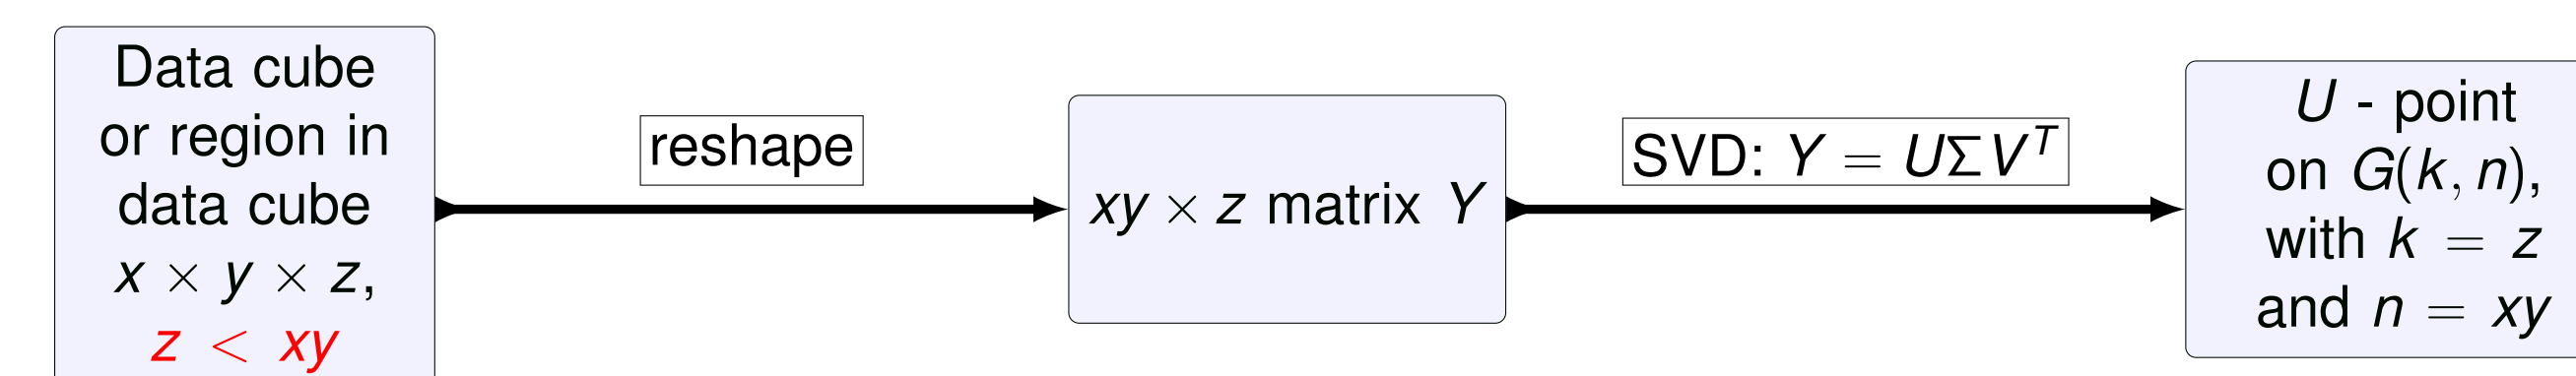 Data cube
or region in
data cube
x × y × z,
z < xy
reshape
xy × z matrix Y
SVD: Y = UΣV^T
U - point
on G(k, n),
with k = z
and n = xy